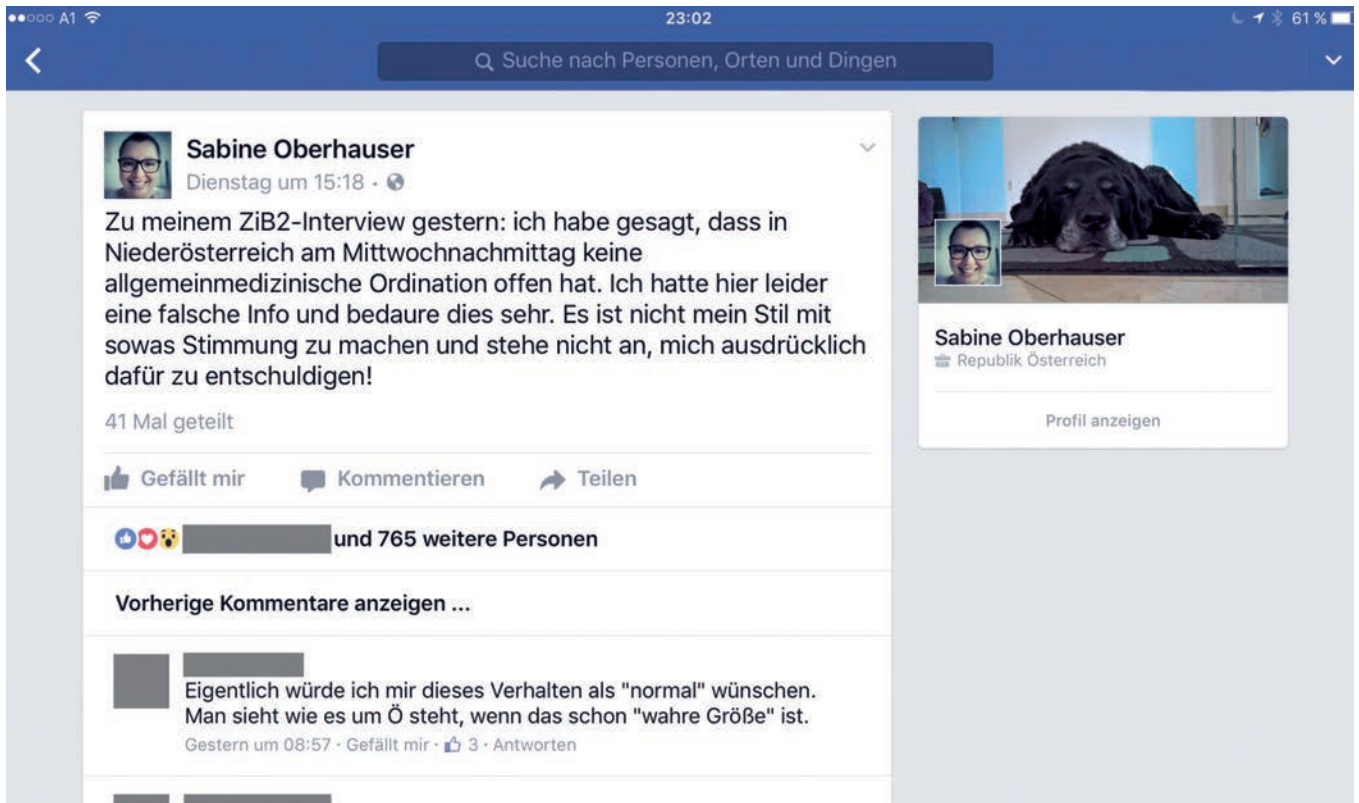 A1 23:02 61 %
Suche nach Personen, Orten und Dingen
Sabine Oberhauser
Dienstag um 15:18 ·
Zu meinem ZiB2-Interview gestern: ich habe gesagt, dass in
Niederösterreich am Mittwochnachmittag keine
allgemeinmedizinische Ordination offen hat. Ich hatte hier leider
eine falsche Info und bedaure dies sehr. Es ist nicht mein Stil mit
sowas Stimmung zu machen und stehe nicht an, mich ausdrücklich
dafür zu entschuldigen!
41 Mal geteilt
Gefällt mir Kommentieren Teilen
und 765 weitere Personen
Vorherige Kommentare anzeigen ...
Eigentlich würde ich mir dieses Verhalten als "normal" wünschen.
Man sieht wie es um Ö steht, wenn das schon "wahre Größe" ist.
Gestern um 08:57 · Gefällt mir · 3 · Antworten
Sabine Oberhauser
Republik Österreich
Profil anzeigen